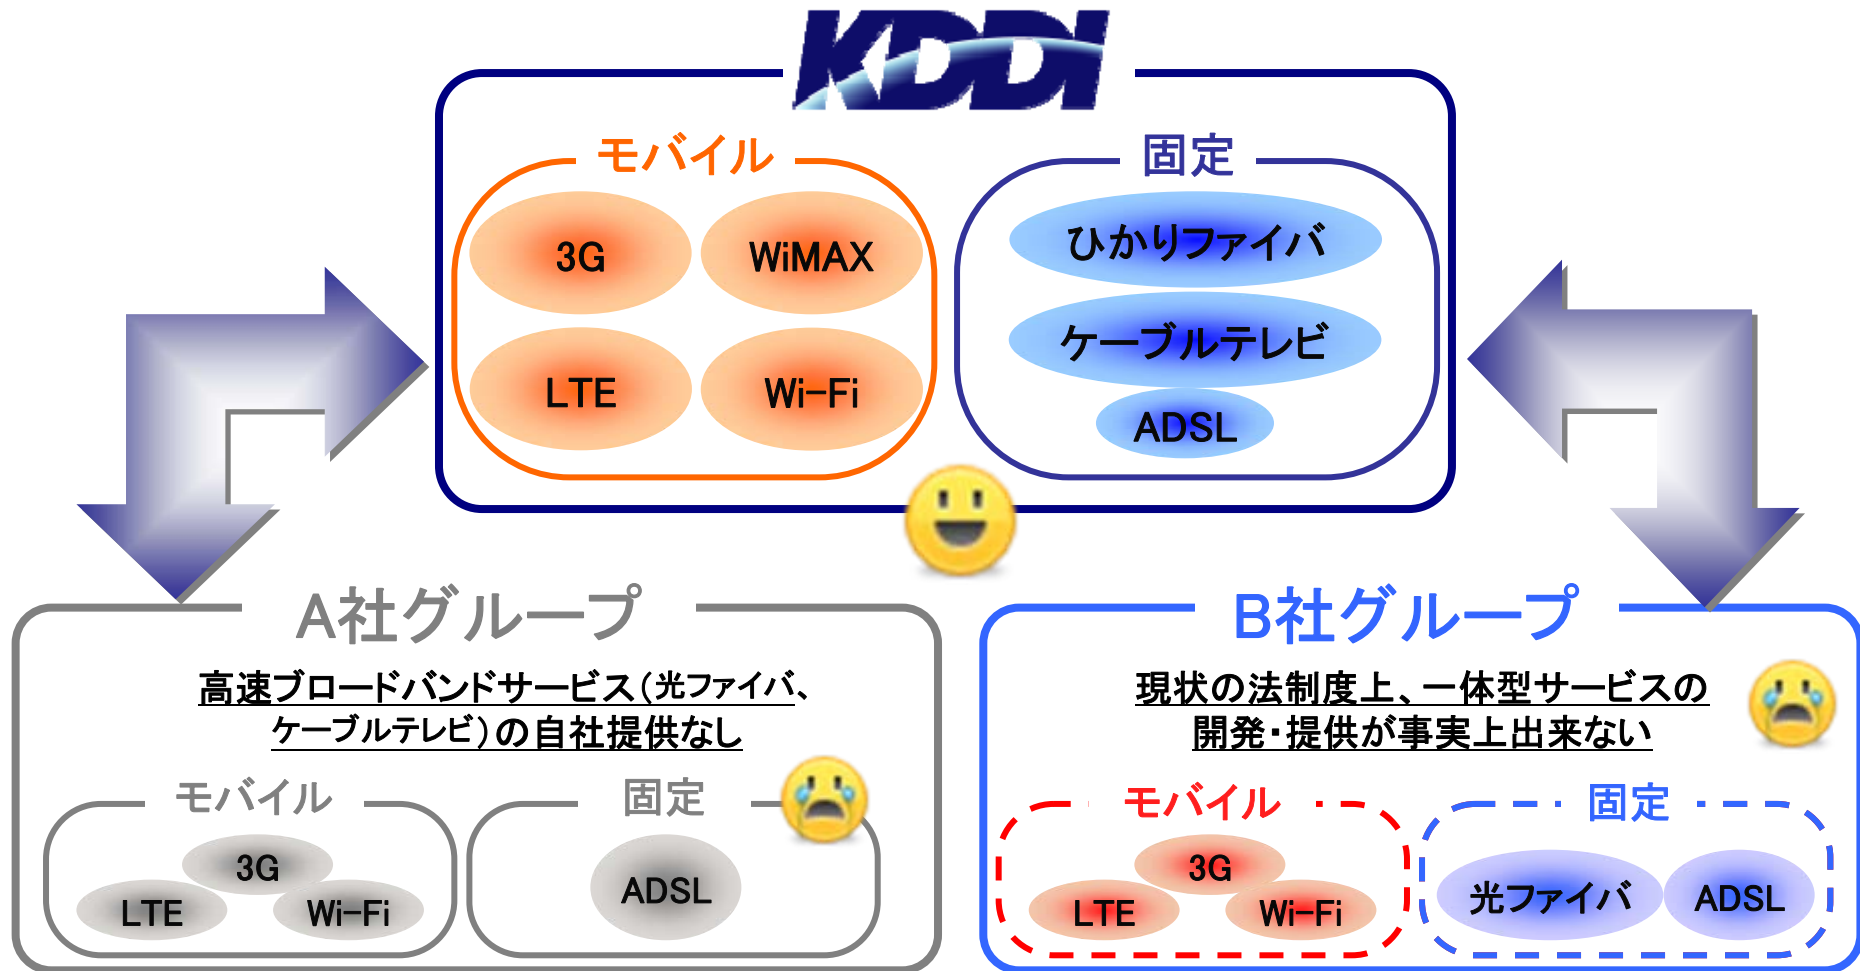 KDDI
モバイル
固定
3G
WiMAX
LTE
Wi-Fi
ひかりファイバ
ケーブルテレビ
ADSL
A社グループ
高速ブロードバンドサービス(光ファイバ、
ケーブルテレビ)の自社提供なし
モバイル
3G
LTE
Wi-Fi
固定
ADSL
B社グループ
現状の法制度上、一体型サービスの
開発・提供が事実上出来ない
モバイル
3G
LTE
Wi-Fi
固定
光ファイバ
ADSL